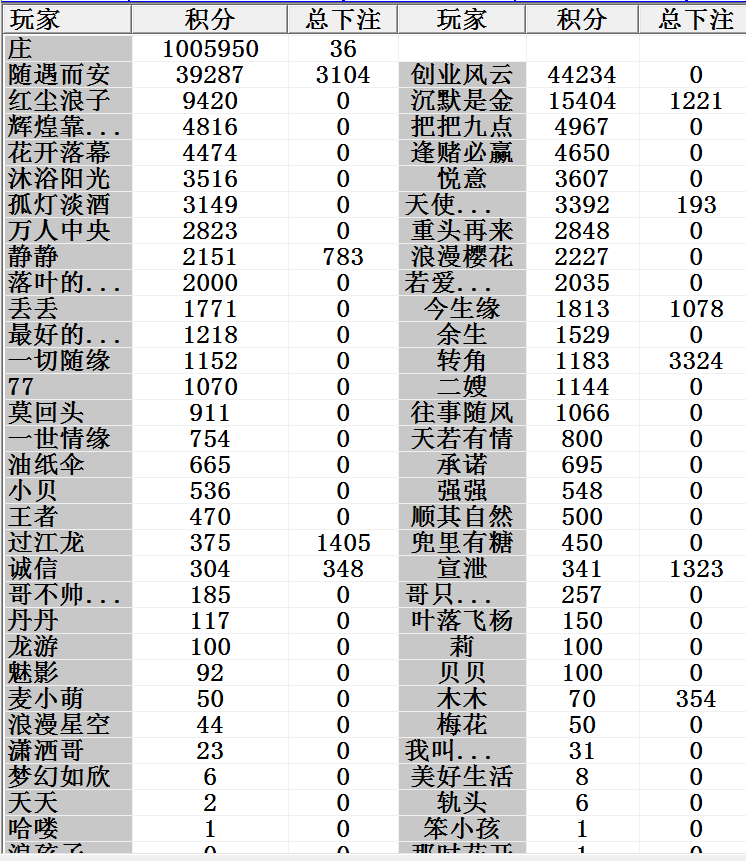 玩家 积分 总下注 玩家 积分 总下注
庄 1005950 36
随遇而安 39287 3104 创业风云 44234 0
红尘浪子 9420 0 沉默是金 15404 1221
辉煌靠... 4816 0 把把九点 4967 0
花开落幕 4474 0 逢赌必赢 4650 0
沐浴阳光 3516 0 悦意 3607 0
孤灯淡酒 3149 0 天使... 3392 193
万人中央 2823 0 重头再来 2848 0
静静 2151 783 浪漫樱花 2227 0
落叶的... 2000 0 若爱... 2035 0
丢丢 1771 0 今生缘 1813 1078
最好的... 1218 0 余生 1529 0
一切随缘 1152 0 转角 1183 3324
77 1070 0 二嫂 1144 0
莫回头 911 0 往事随风 1066 0
一世情缘 754 0 天若有情 800 0
油纸伞 665 0 承诺 695 0
小贝 536 0 强强 548 0
王者 470 0 顺其自然 500 0
过江龙 375 1405 兜里有糖 450 0
诚信 304 348 宣泄 341 1323
哥不帅... 185 0 哥只... 257 0
丹丹 117 0 叶落飞杨 150 0
龙游 100 0 莉 100 0
魅影 92 0 贝贝 100 0
麦小萌 50 0 木木 70 354
浪漫星空 44 0 梅花 50 0
潇洒哥 23 0 我叫... 31 0
梦幻如欣 6 0 美好生活 8 0
天天 2 0 轨头 6 0
哈喽 1 0 笨小孩 1 0
浪孩子 0 0 那时花开 1 0